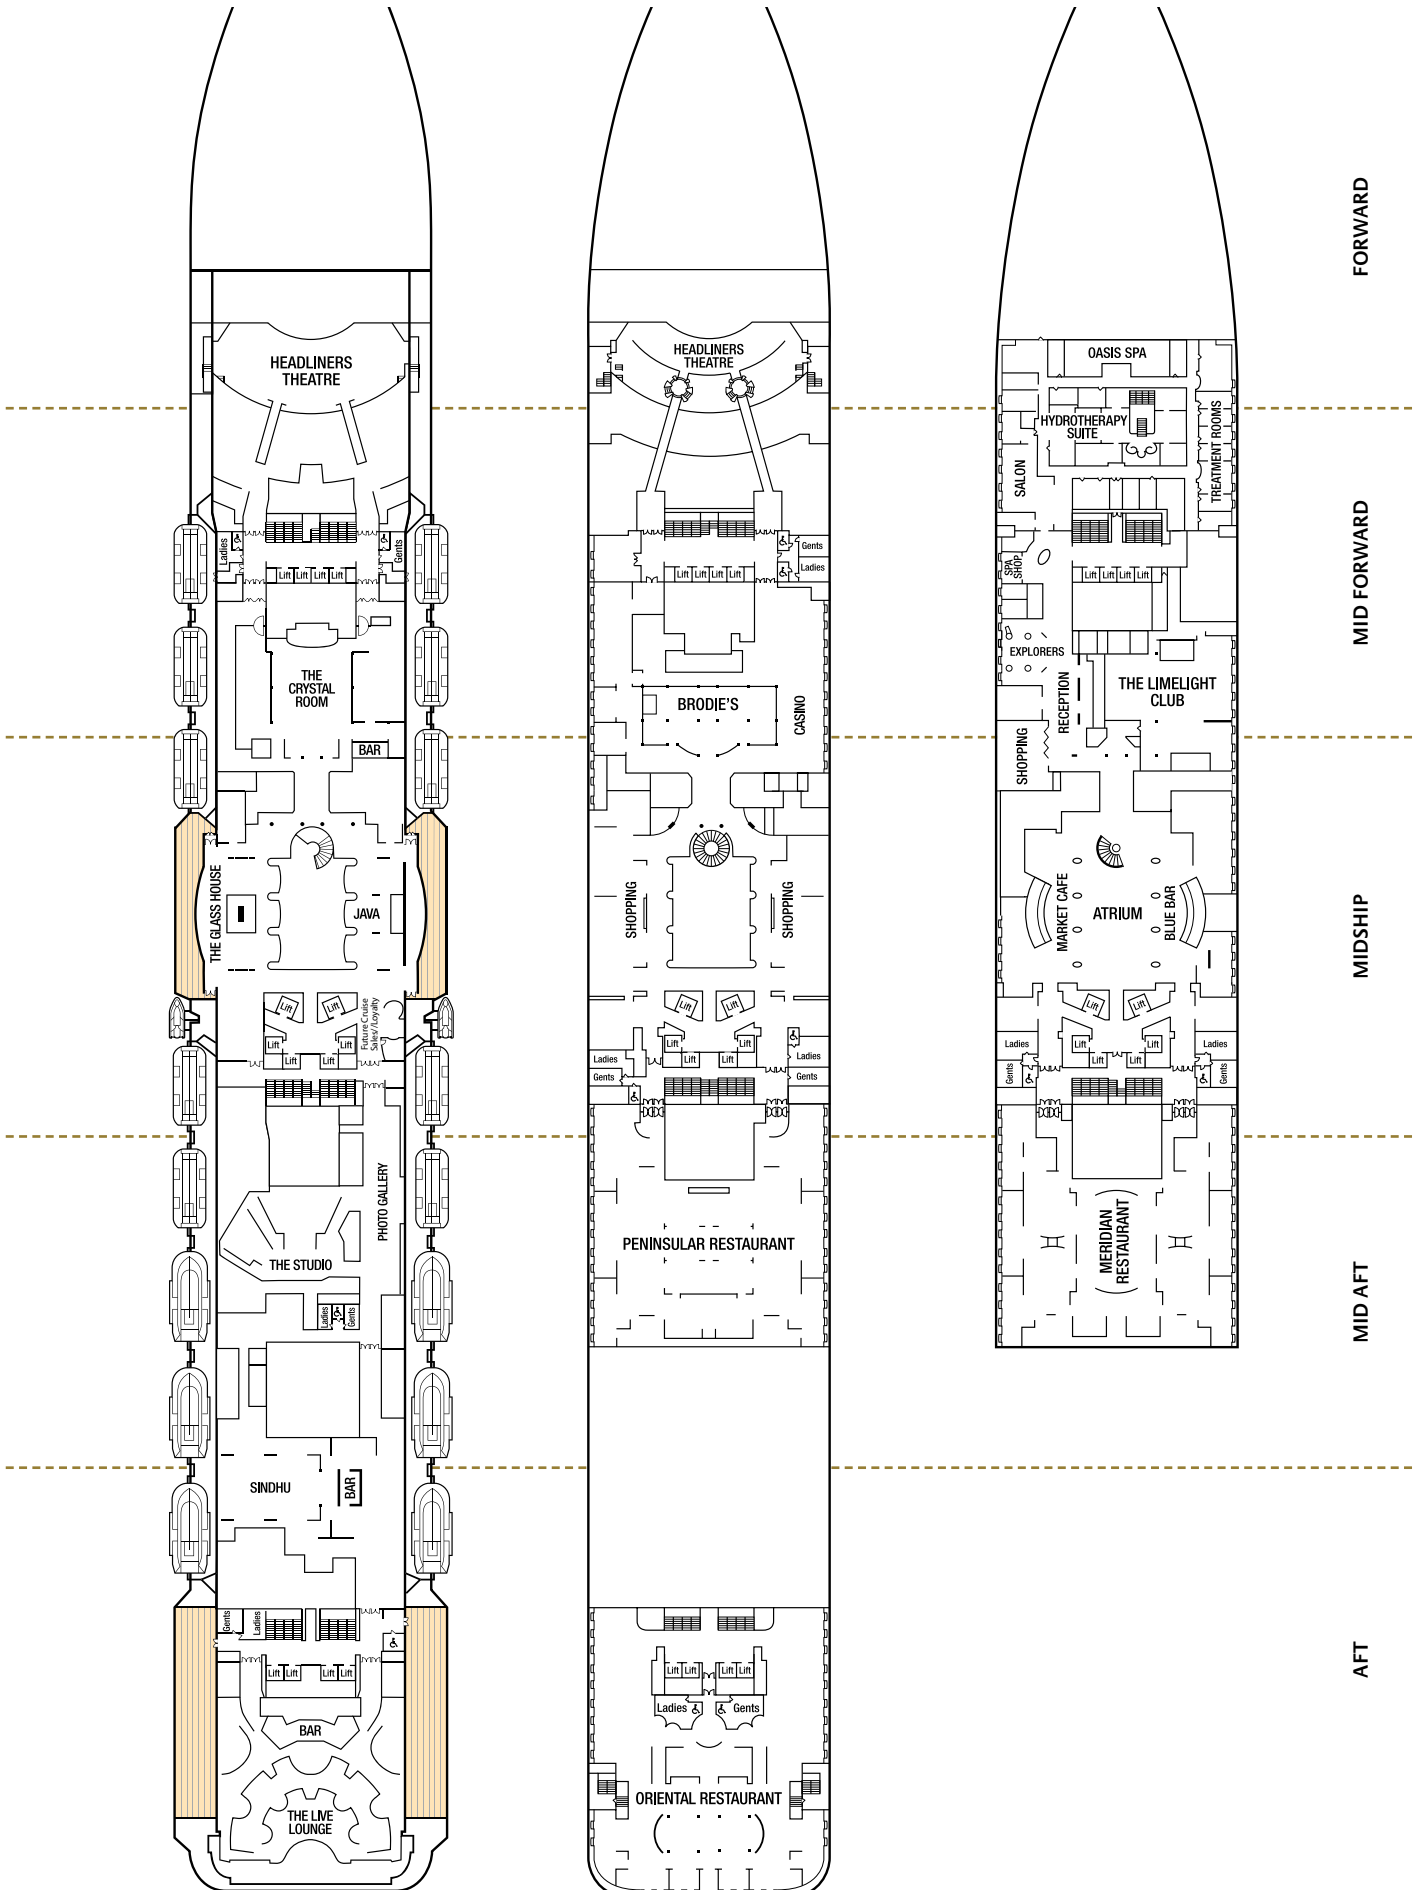 HEADLINERS
THEATRE
Ladies
Gents
Lift Lift Lift Lift
THE
CRYSTAL
ROOM
BAR
THE GLASS HOUSE
JAVA
Lift Lift
Future Cruise
Sales/Loyalty
Lift Lift
Lift Lift
PHOTO GALLERY
THE STUDIO
Ladies
Gents
SINDHU
BAR
Gents
Ladies
Lift Lift Lift Lift
BAR
THE LIVE
LOUNGE
HEADLINERS
THEATRE
Gents
Ladies
Lift Lift Lift Lift
BRODIE'S
CASINO
SHOPPING
SHOPPING
Lift Lift
Lift Lift
Lift Lift
Ladies
Gents
Ladies
Gents
PENINSULAR RESTAURANT
Lift Lift Lift Lift
Ladies
Gents
ORIENTAL RESTAURANT
OASIS SPA
HYDROTHERAPY
SUITE
TREATMENT ROOMS
SALON
SPA
SHOP
Lift Lift Lift Lift
EXPLORERS
RECEPTION
THE LIMELIGHT
CLUB
SHOPPING
MARKET CAFE
ATRIUM
BLUE BAR
Lift Lift
Lift Lift
Lift Lift
Ladies
Gents
Ladies
Gents
MERIDIAN
RESTAURANT
FORWARD
MID FORWARD
MIDSHIP
MID AFT
AFT